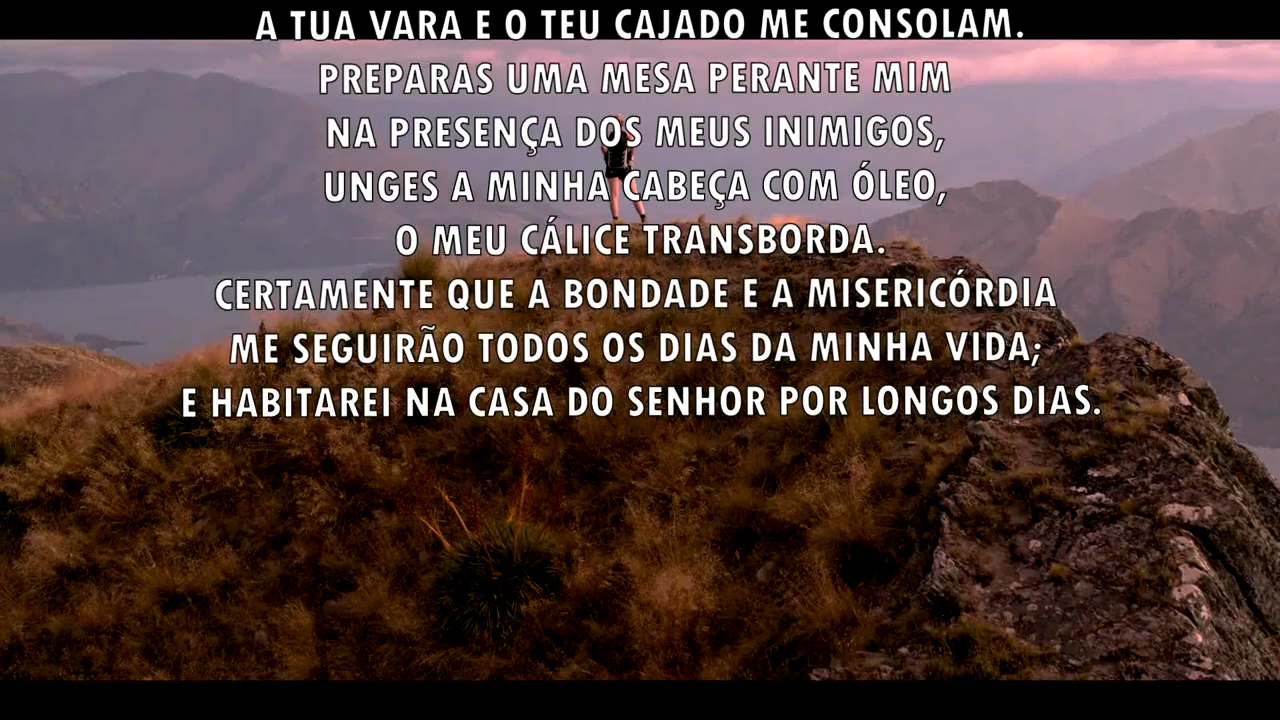 A TUA VARA E O TEU CAJADO ME CONSOLAM.
PREPARAS UMA MESA PERANTE MIM
NA PRESENÇA DOS MEUS INIMIGOS,
UNGES A MINHA CABEÇA COM ÓLEO,
O MEU CÁLICE TRANSBORDA.
CERTAMENTE QUE A BONDADE E A MISERICÓRDIA
ME SEGUIRÃO TODOS OS DIAS DA MINHA VIDA;
E HABITAREI NA CASA DO SENHOR POR LONGOS DIAS.